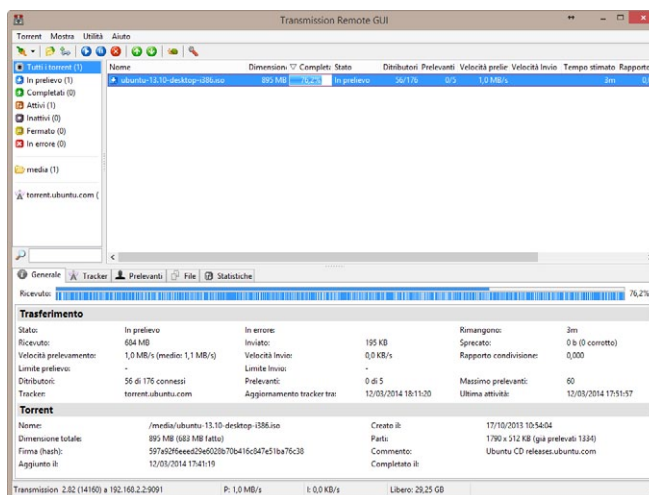 Transmission Remote GUI
Torrent Mostra Utilità Aiuto
Tutti i torrent (1)
In prelievo (1)
Completati (0)
Attivi (1)
Inattivi (0)
Fermato (0)
In errore (0)
media (1)
torrent.ubuntu.com (
Nome Dimension Complet Stato Distributori Prelevanti Velocità prelie Velocità Invio Tempo stimato Rapporto
ubuntu-13.10-desktop-i386.iso 895 MB 76,2% In prelievo 56/176 0/5 1,0 MB/s 3m 0,0
Generale Tracker Prelevanti File Statistiche
Ricevuto: 76,2%
Trasferimento
Stato: In prelievo In errore: Rimangono: 3m
Ricevuto: 684 MB Inviato: 195 KB Sprecato: 0 b (0 corrotto)
Velocità prelevamento: 1,0 MB/s (medio: 1,1 MB/s) Velocità Invio: 0,0 KB/s Rapporto condivisione: 0,000
Limite prelievo: - Limite Invio: -
Ditributori: 56 di 176 connessi Prelevanti: 0 di 5 Massimo prelevanti: 60
Tracker: torrent.ubuntu.com Aggiornamento tracker tra: 12/03/2014 18:11:20 Ultima attività: 12/03/2014 17:51:57
Torrent
Nome: /media/ubuntu-13.10-desktop-i386.iso Creato il: 17/10/2013 10:54:04
Dimensione totale: 895 MB (683 MB fatto) Parti: 1790 x 512 KB (già prelevati 1334)
Firma (hash): 597a92f6eeed29e6028b70b416c847e51ba76c38 Commento: Ubuntu CD releases.ubuntu.com
Aggiunto il: 12/03/2014 17:41:19 Completato il:
Transmission 2.82 (14160) a 192.168.2.2:9091 P: 1,0 MB/s I: 0,0 KB/s Libero: 29,25 GB